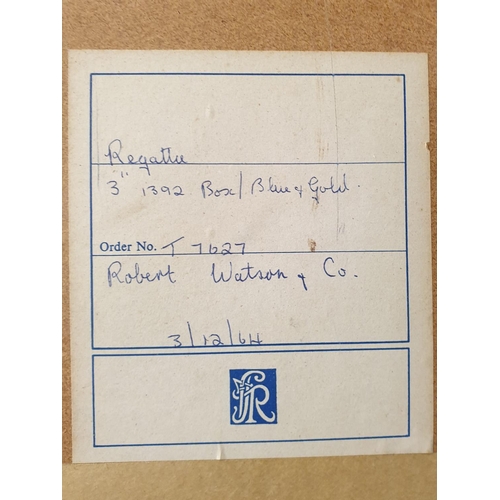 Regatta
3" 1392 Box/Blue & Gold.
Order No. T 7627
Robert Watson & Co.
3/12/64